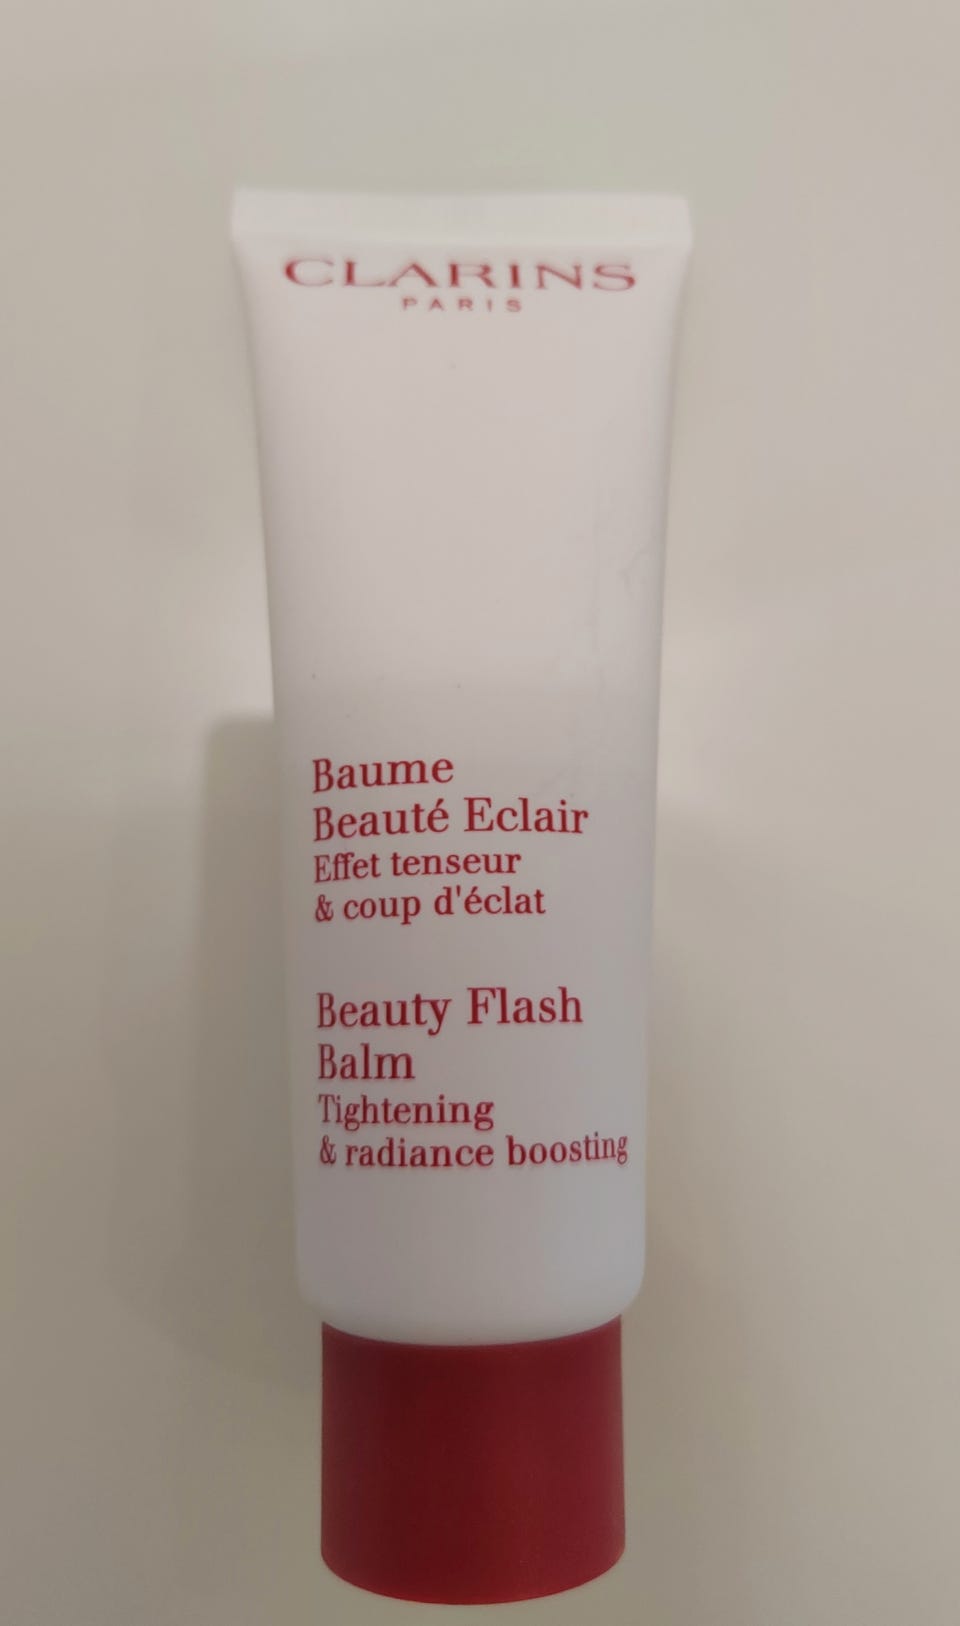 CLARINS
PARIS
Baume
Beauté Eclair
Effet tenseur
& coup d'éclat
Beauty Flash
Balm
Tightening
& radiance boosting